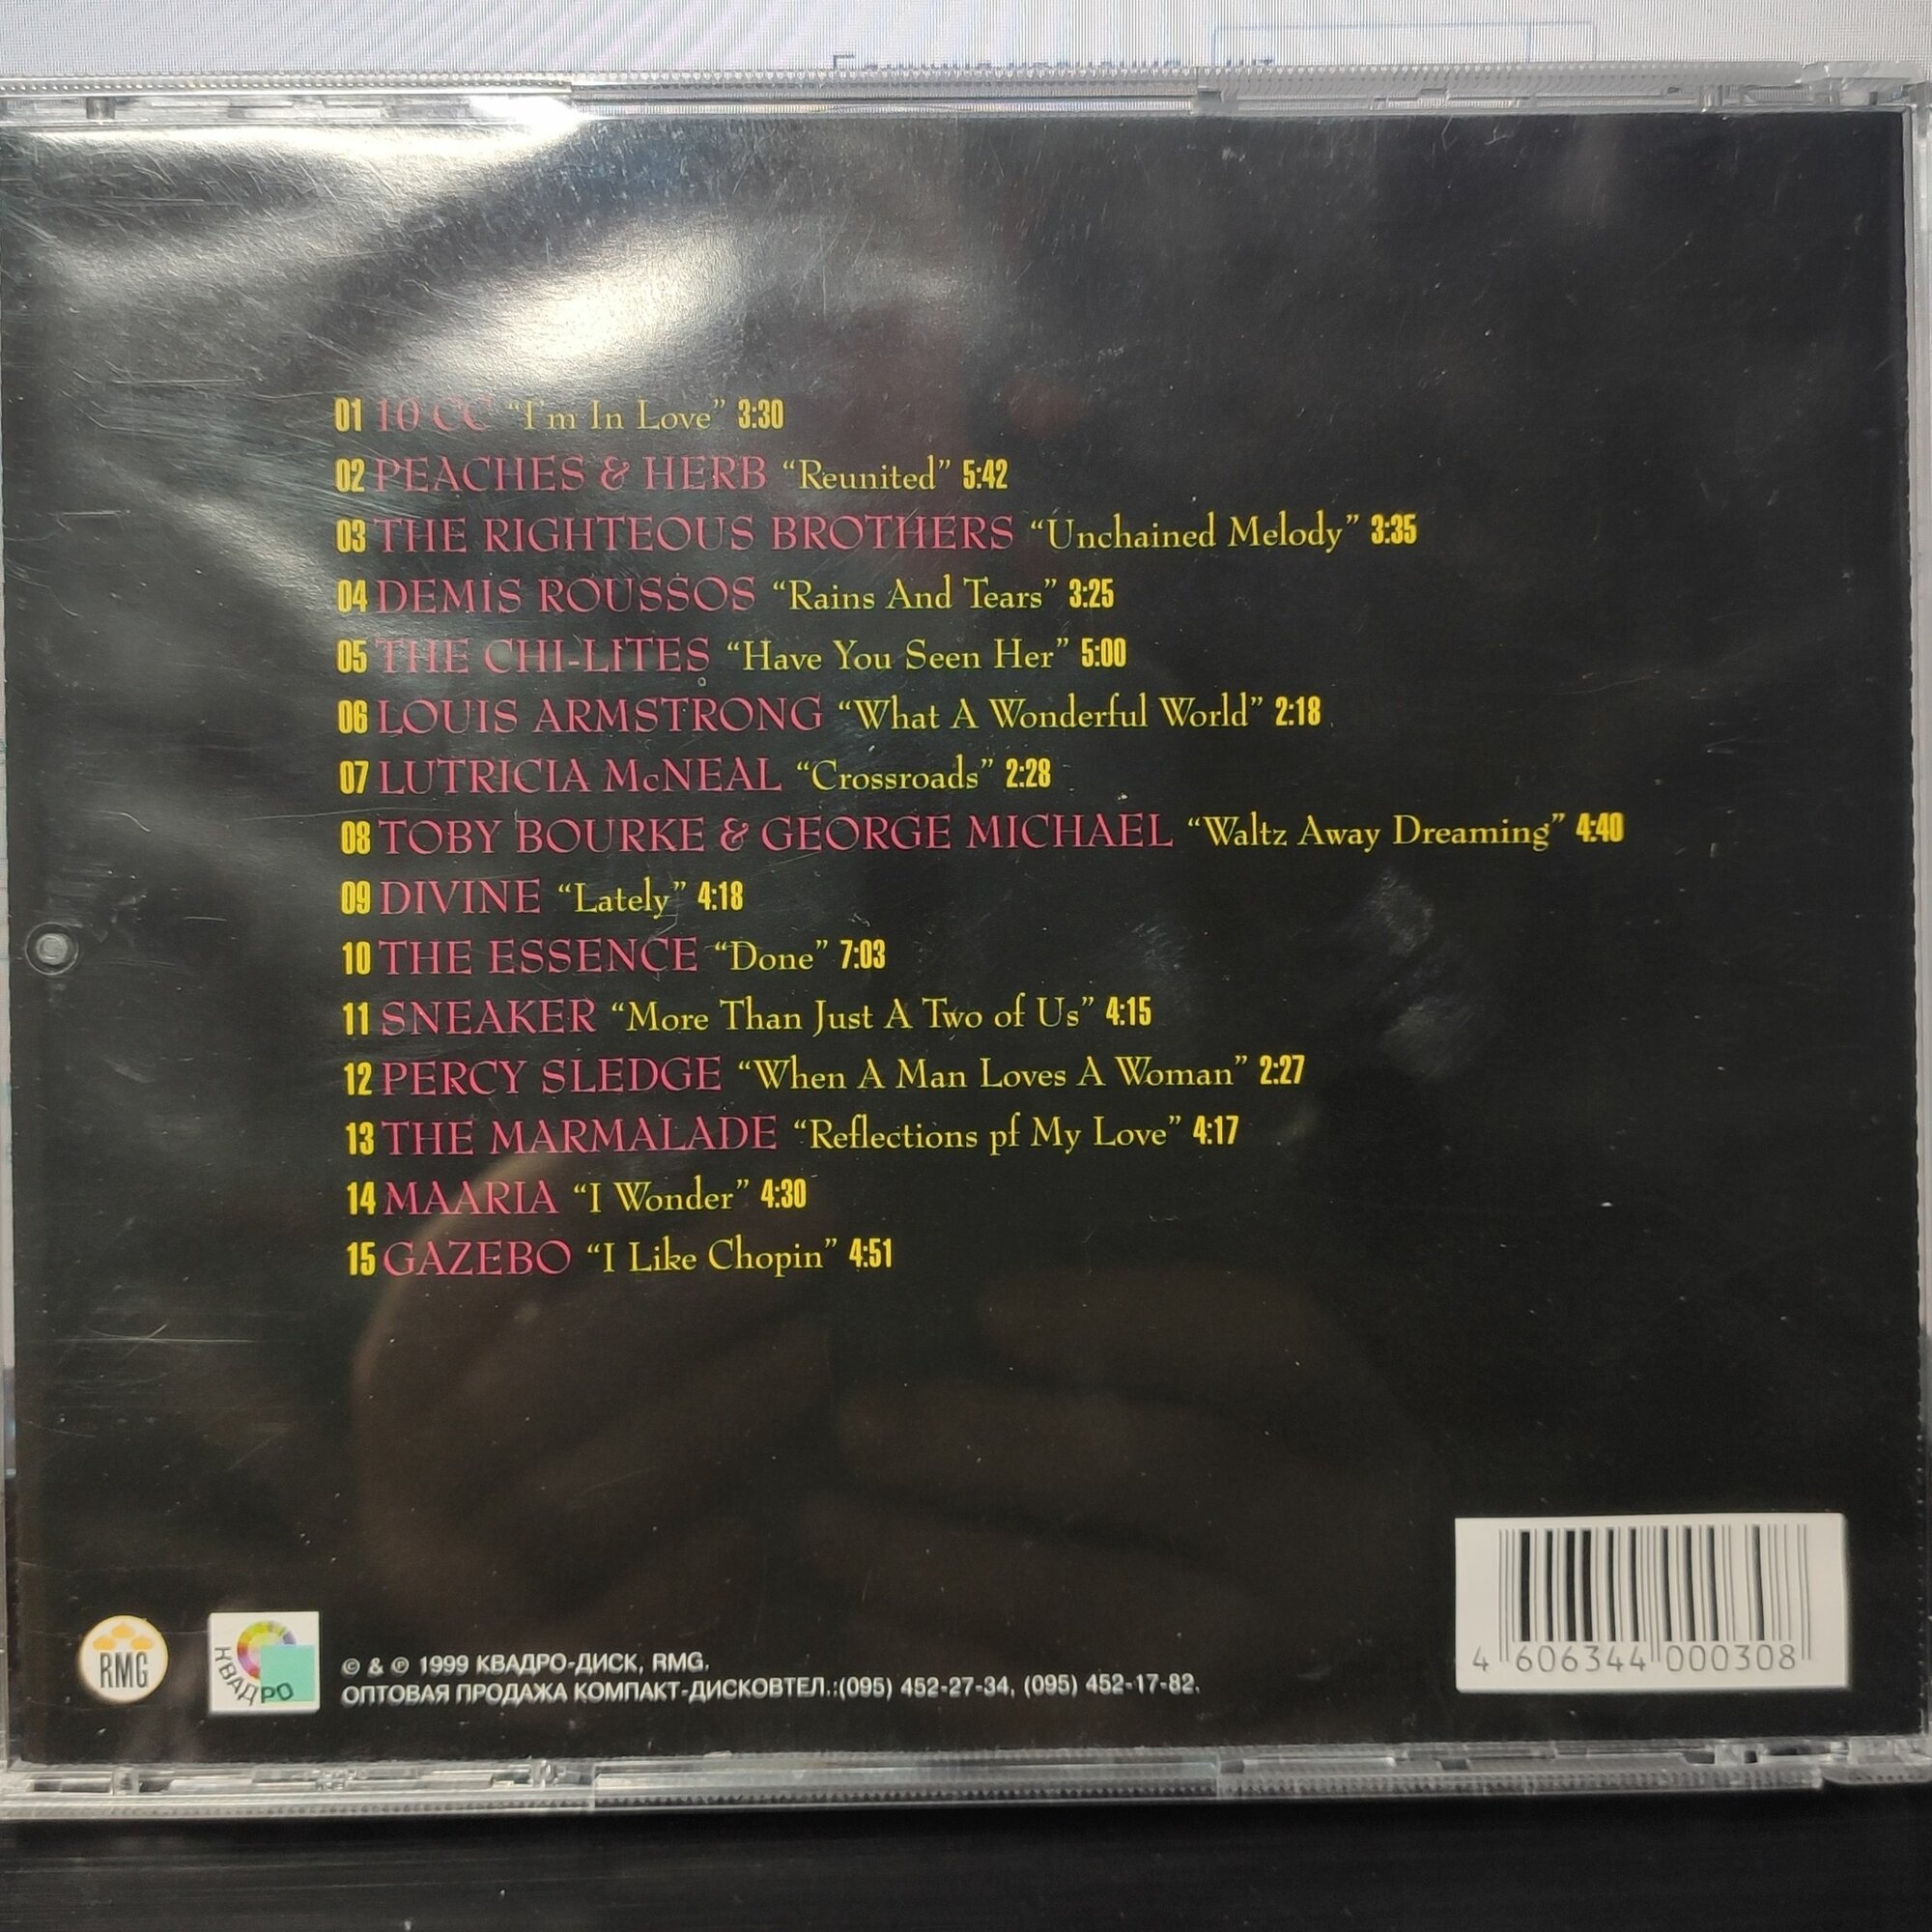 01 10 CC “I'm In Love” 3:30
02 PEACHES & HERB “Reunited” 5:42
03 THE RIGHTEOUS BROTHERS “Unchained Melody” 3:35
04 DEMIS ROUSSOS “Rains And Tears” 3:25
05 THE CHI-LITES “Have You Seen Her” 5:00
06 LOUIS ARMSTRONG “What A Wonderful World” 2:18
07 LUTRICIA McNEAL “Crossroads” 2:28
08 TOBY BOURKE & GEORGE MICHAEL “Waltz Away Dreaming” 4:40
09 DIVINE “Lately” 4:18
10 THE ESSENCE “Done” 7:03
11 SNEAKER “More Than Just A Two of Us” 4:15
12 PERCY SLEDGE “When A Man Loves A Woman” 2:27
13 THE MARMALADE “Reflections pf My Love” 4:17
14 MAARIA “I Wonder” 4:30
15 GAZEBO “I Like Chopin” 4:51
RMG
КВАДРО
© & ℗ 1999 КВАДРО-ДИСК, RMG.
ОПТОВАЯ ПРОДАЖА КОМПАКТ-ДИСКОВТЕЛ.:(095) 452-27-34, (095) 452-17-82.
4 606344 000308